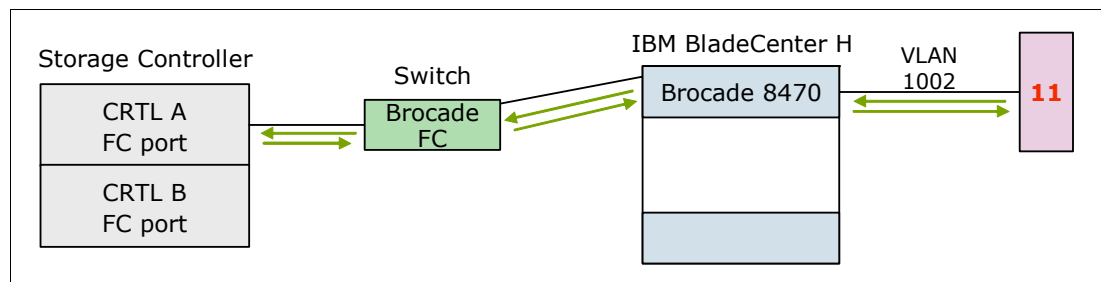 Storage Controller
CRTL A
FC port
CRTL B
FC port
Switch
Brocade
FC
IBM BladeCenter H
Brocade 8470
VLAN
1002
11